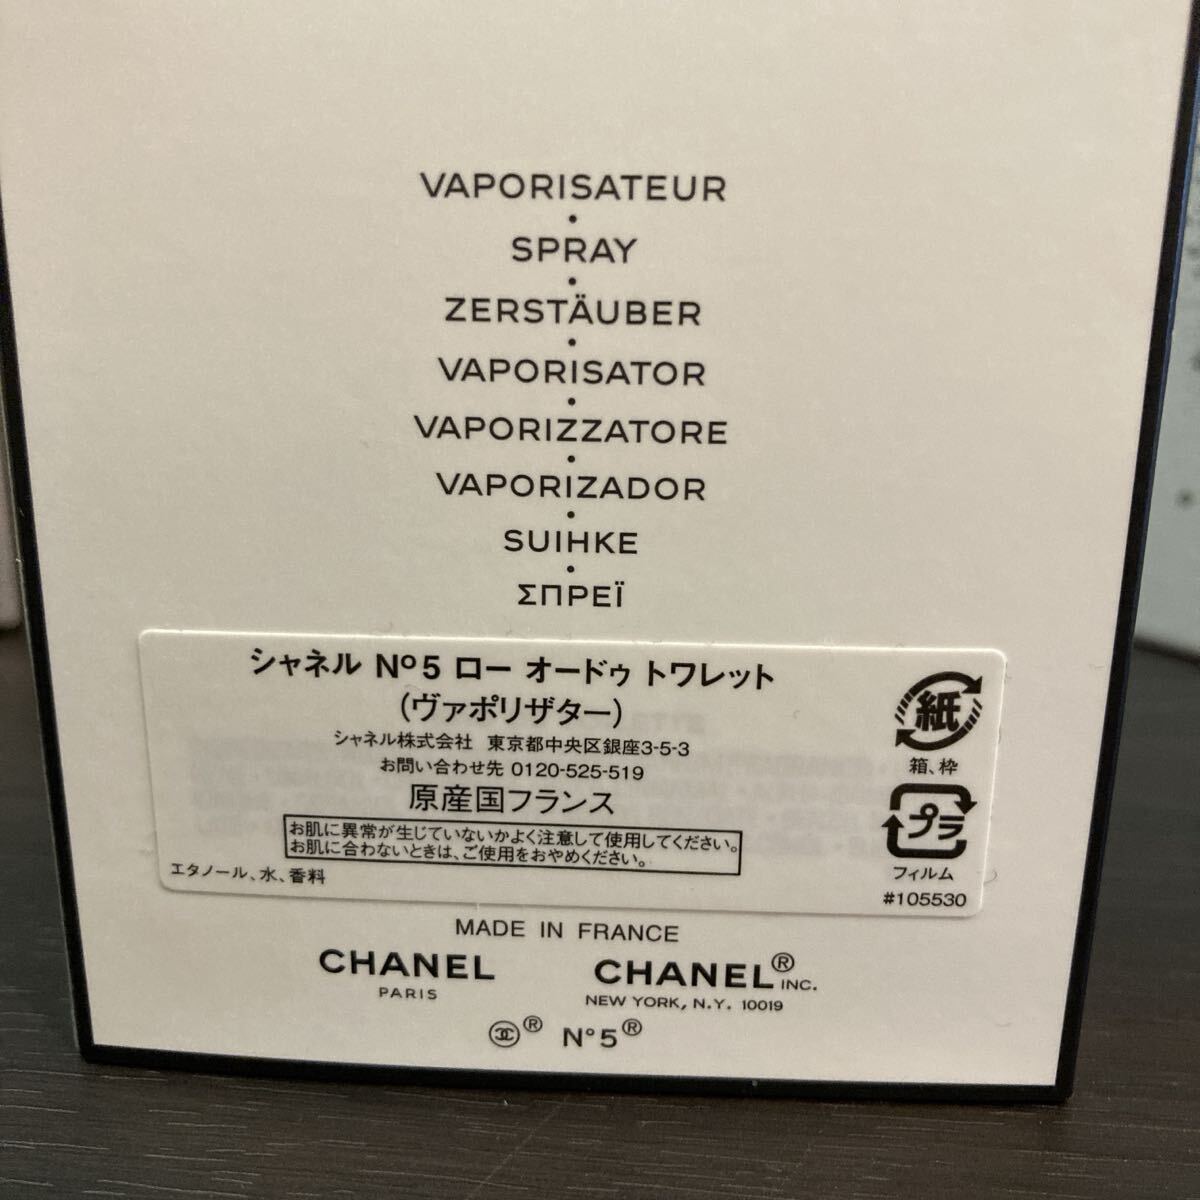 VAPORISATEUR
SPRAY
ZERSTÄUBER
VAPORISATOR
VAPORIZZATORE
VAPORIZADOR
SUIHKE
ΣΠΡΕΪ
シャネル Nº5 ロー オードゥ トワレット
(ヴァポリザター)
シャネル株式会社 東京都中央区銀座3-5-3
お問い合わせ先 0120-525-519
原産国フランス
お肌に異常が生じていないかよく注意して使用してください。
お肌に合わないときは、ご使用をおやめください。
エタノール、水、香料
紙
箱、枠
プラ
フィルム
#105530
MADE IN FRANCE
CHANEL
PARIS
CHANEL® INC.
NEW YORK, N.Y. 10019
® N°5®